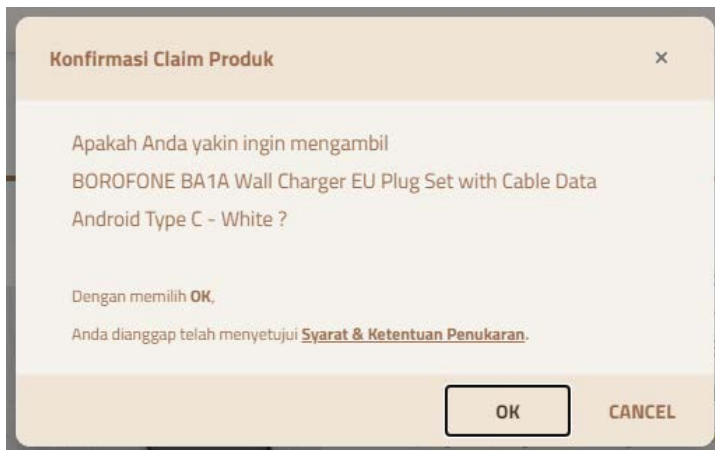 Konfirmasi Claim Produk
×
Apakah Anda yakin ingin mengambil
BOROFONE BA1A Wall Charger EU Plug Set with Cable Data
Android Type C - White ?
Dengan memilih OK,
Anda dianggap telah menyetujui Syarat & Ketentuan Penukaran.
OK CANCEL